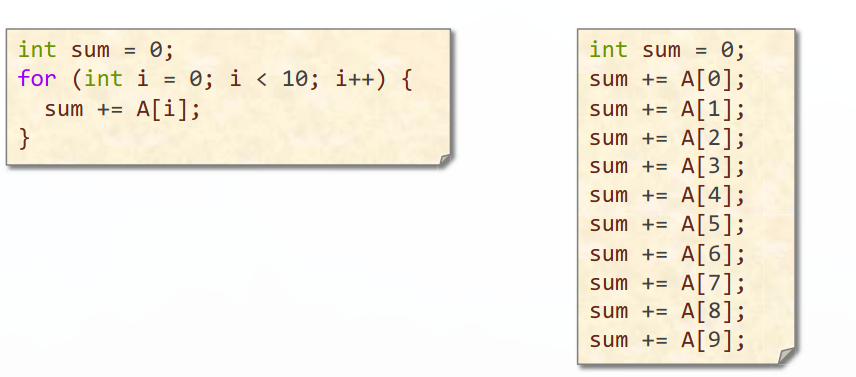 int sum = 0;
for (int i = 0; i < 10; i++) {
  sum += A[i];
}
int sum = 0;
sum += A[0];
sum += A[1];
sum += A[2];
sum += A[3];
sum += A[4];
sum += A[5];
sum += A[6];
sum += A[7];
sum += A[8];
sum += A[9];